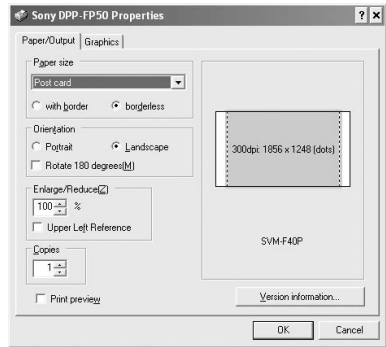 Sony DPP-FP50 Properties
Paper/Output
Graphics
Paper size
Post card
with border
borderless
Orientation
Portrait
Landscape
Rotate 180 degrees(M)
Enlarge/Reduce(Z)
100 %
Upper Left Reference
Copies
1
Print preview
300dpi: 1856 x 1248 (dots)
SVM-F40P
Version information...
OK
Cancel